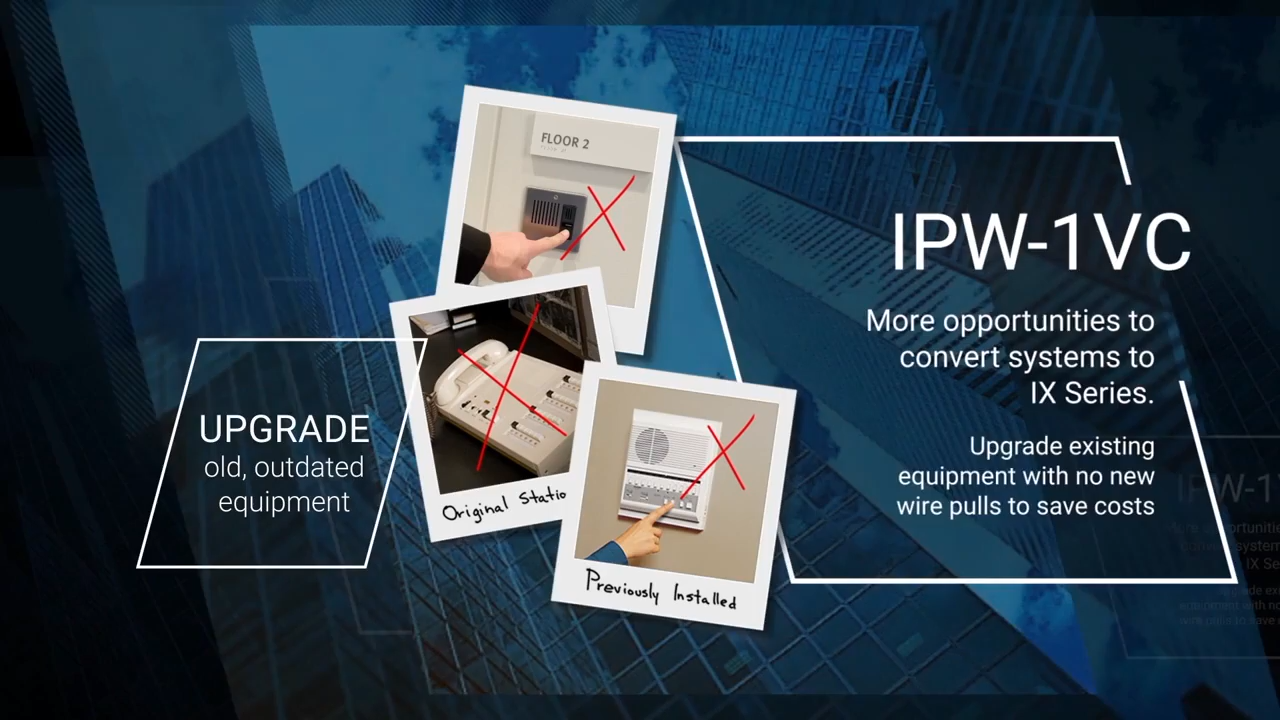 FLOOR 2
UPGRADE
old, outdated
equipment
Original Statio
Previously Installed
IPW-1VC
More opportunities to
convert systems to
IX Series.
Upgrade existing
equipment with no new
wire pulls to save costs